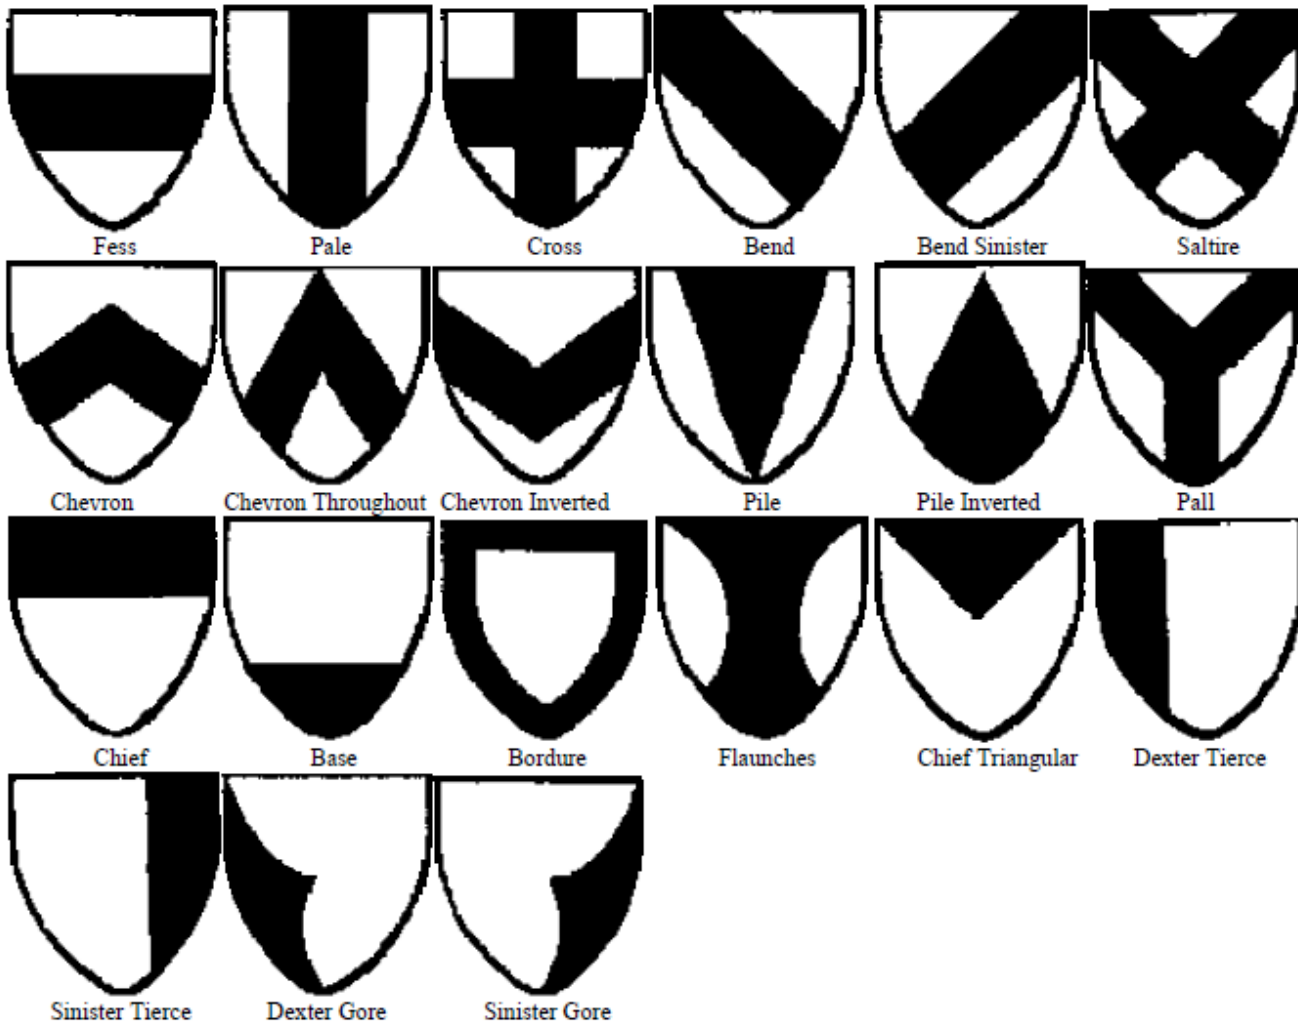 Fess Pale Cross Bend Bend Sinister Saltire
Chevron Chevron Throughout Chevron Inverted Pile Pile Inverted Pall
Chief Base Bordure Flaunches Chief Triangular Dexter Tierce
Sinister Tierce Dexter Gore Sinister Gore